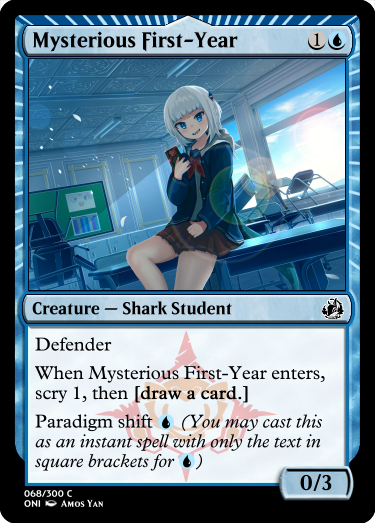 Mysterious First-Year 1
Creature — Shark Student
Defender
When Mysterious First-Year enters,
scry 1, then [draw a card.]
Paradigm shift (You may cast this
as an instant spell with only the text in
square brackets for )
0/3
068/300 C
ONI Amos Yan